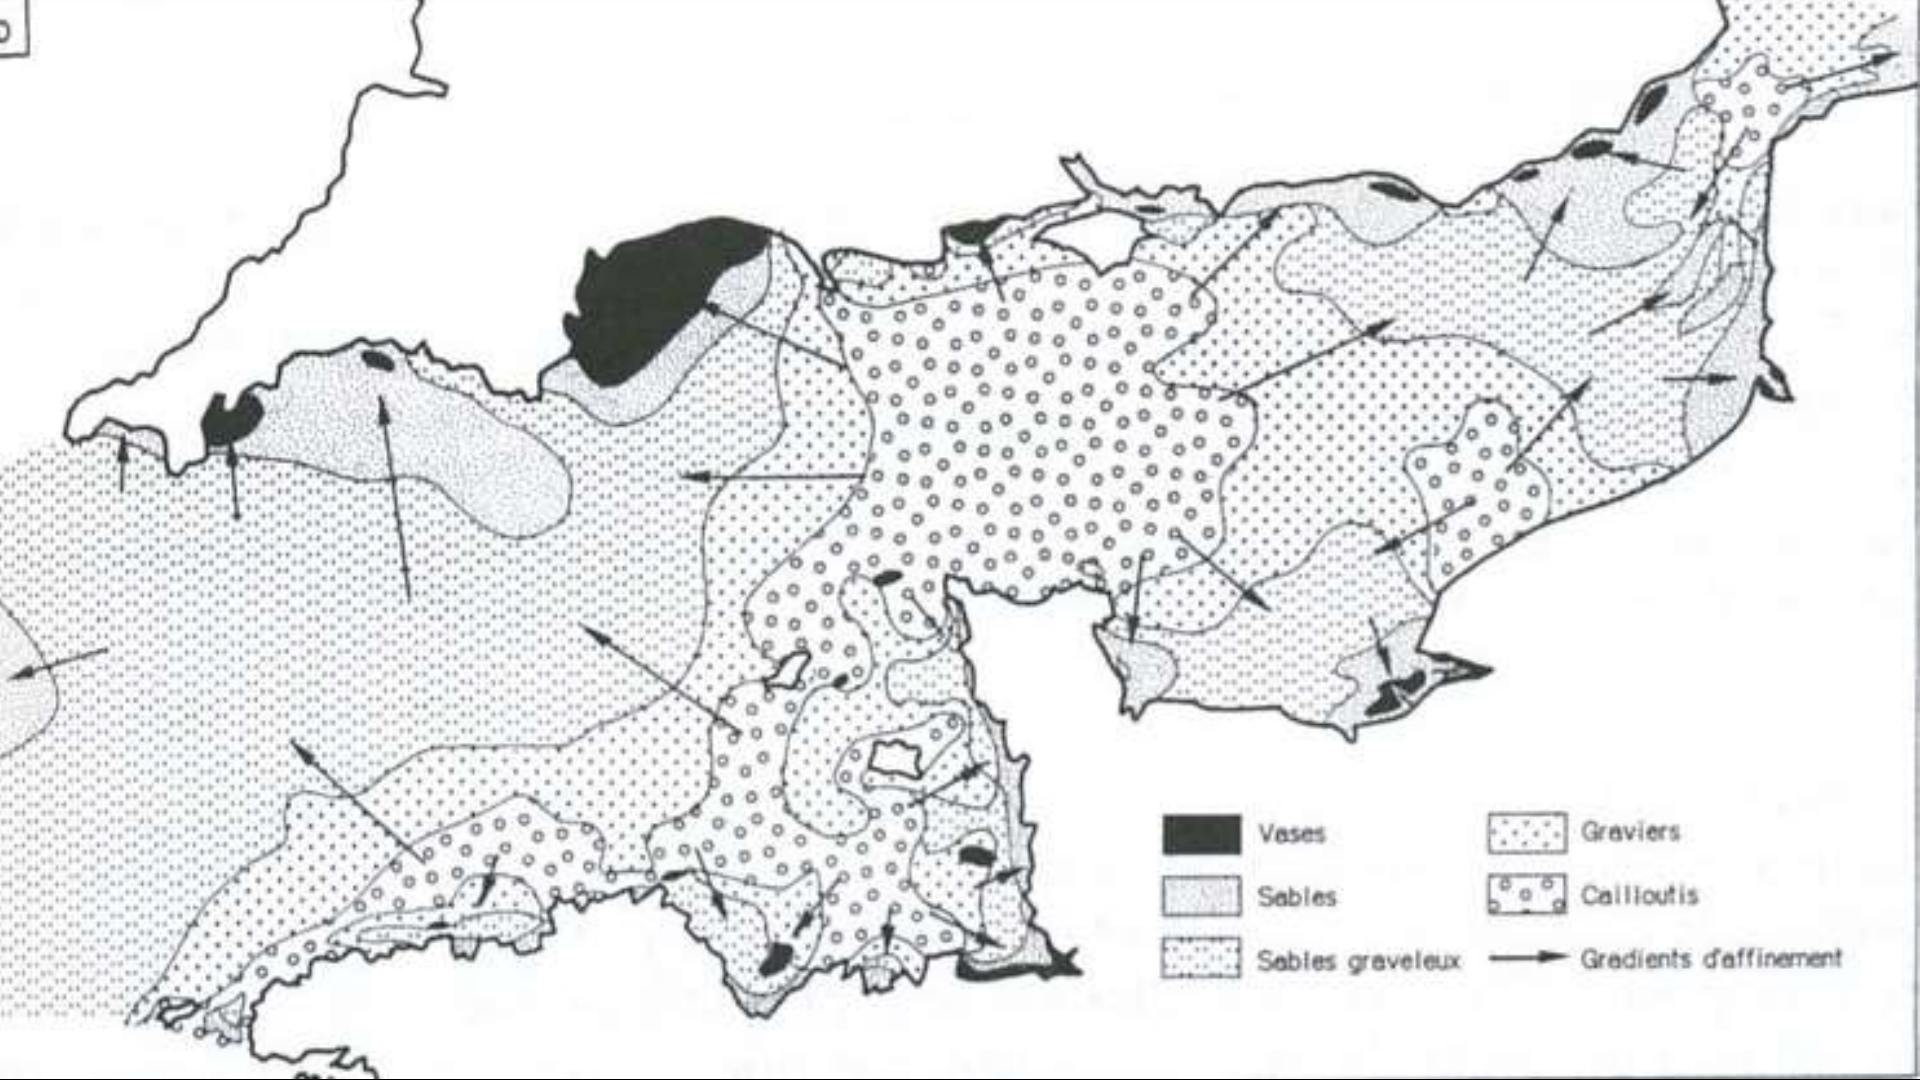 Vases
Sables
Sables graveleux
Graviers
Cailloutis
Gradients d'affinement